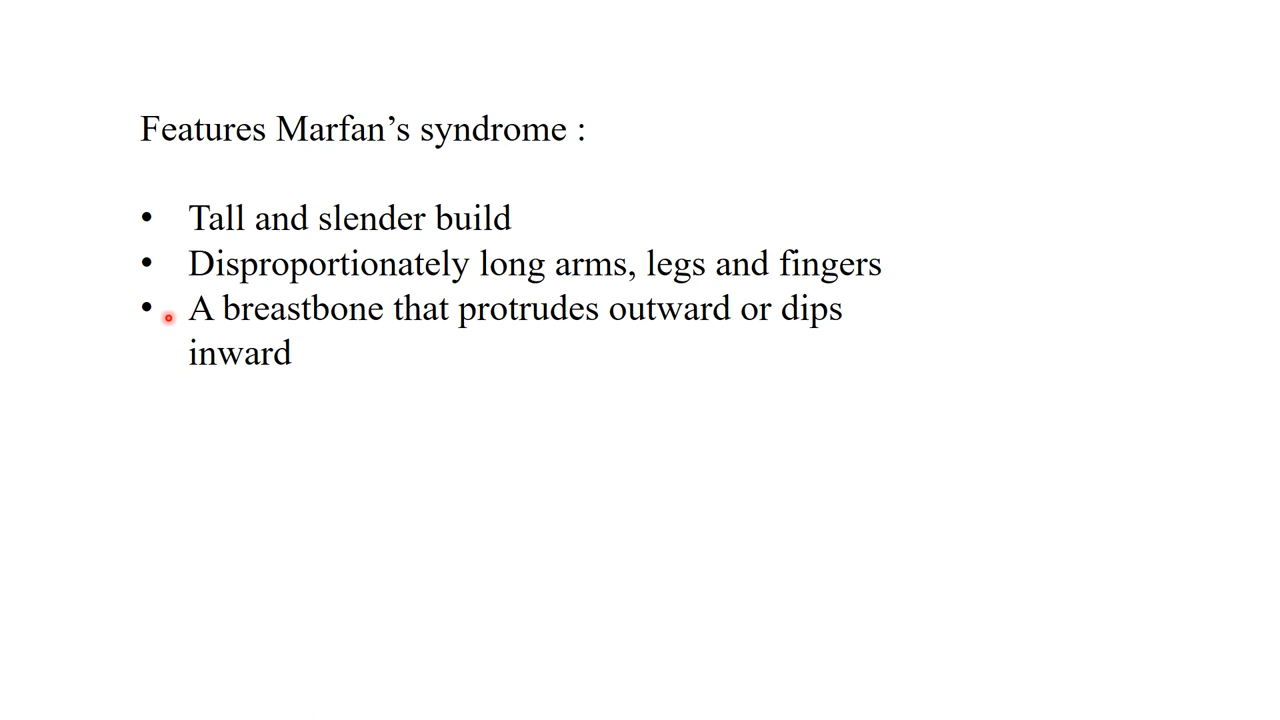 Features Marfan’s syndrome :
• Tall and slender build
• Disproportionately long arms, legs and fingers
• A breastbone that protrudes outward or dips
inward